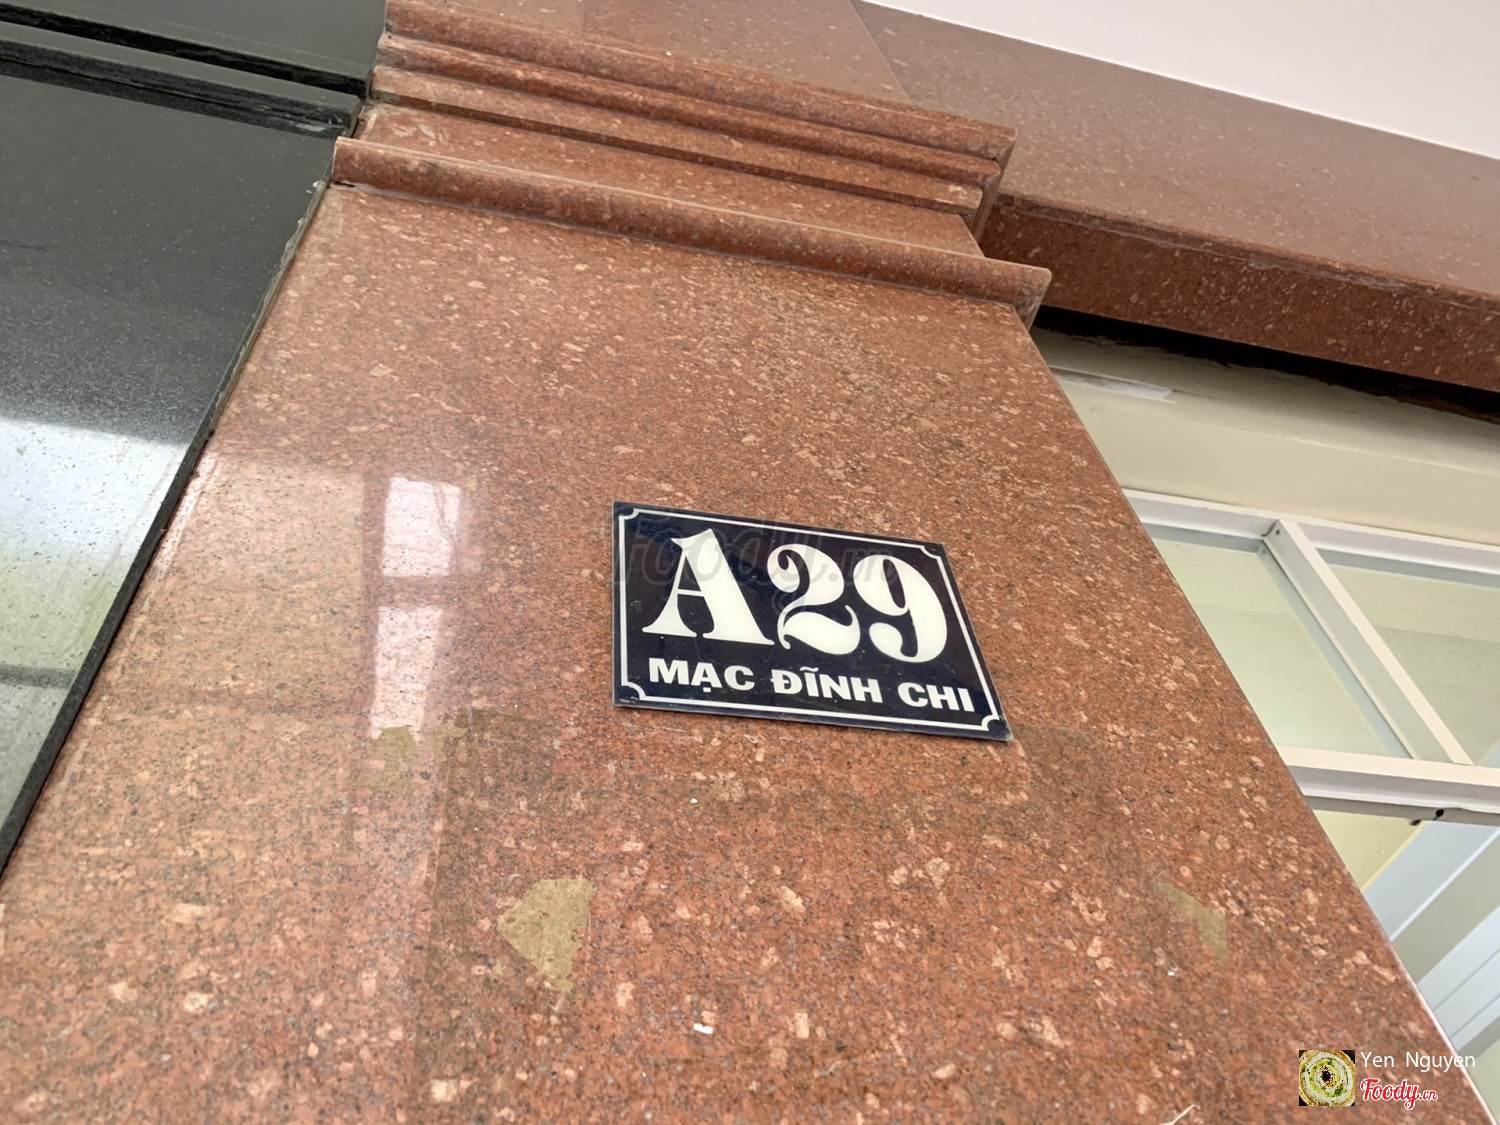 A29
MẠC ĐĨNH CHI
Yen Nguyen
Foody.vn